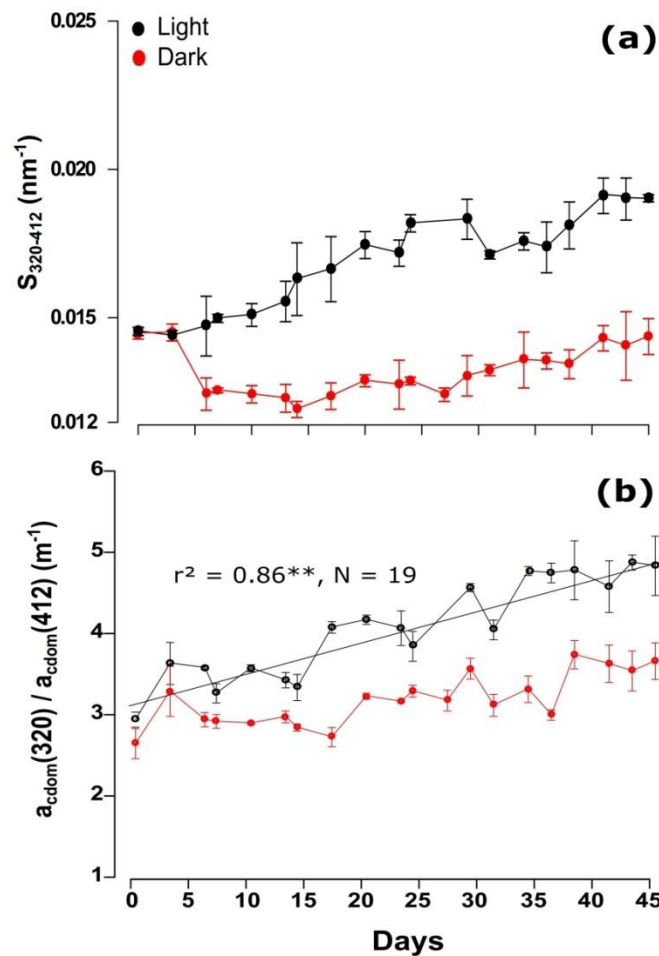 0.025
Light
Dark
(a)
0.020
S320-412 (nm-1)
0.015
0.012
6
(b)
5
r² = 0.86**, N = 19
4
acdom(320) / acdom(412) (m-1)
3
2
1
0 5 10 15 20 25 30 35 40 45
Days